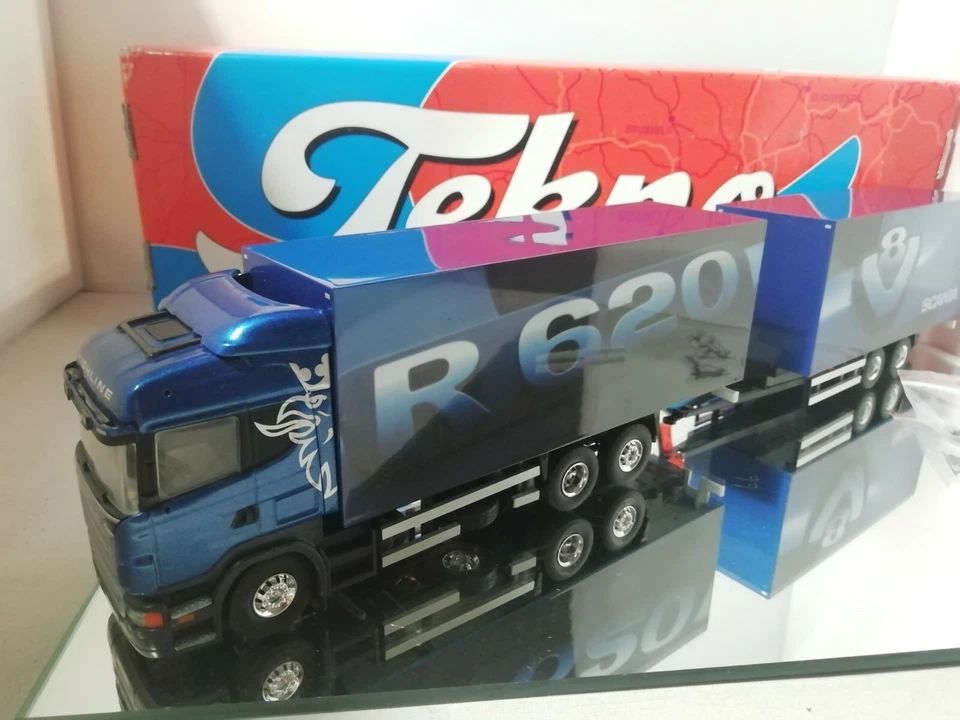 Tekno
R 620
V8
SCANIA